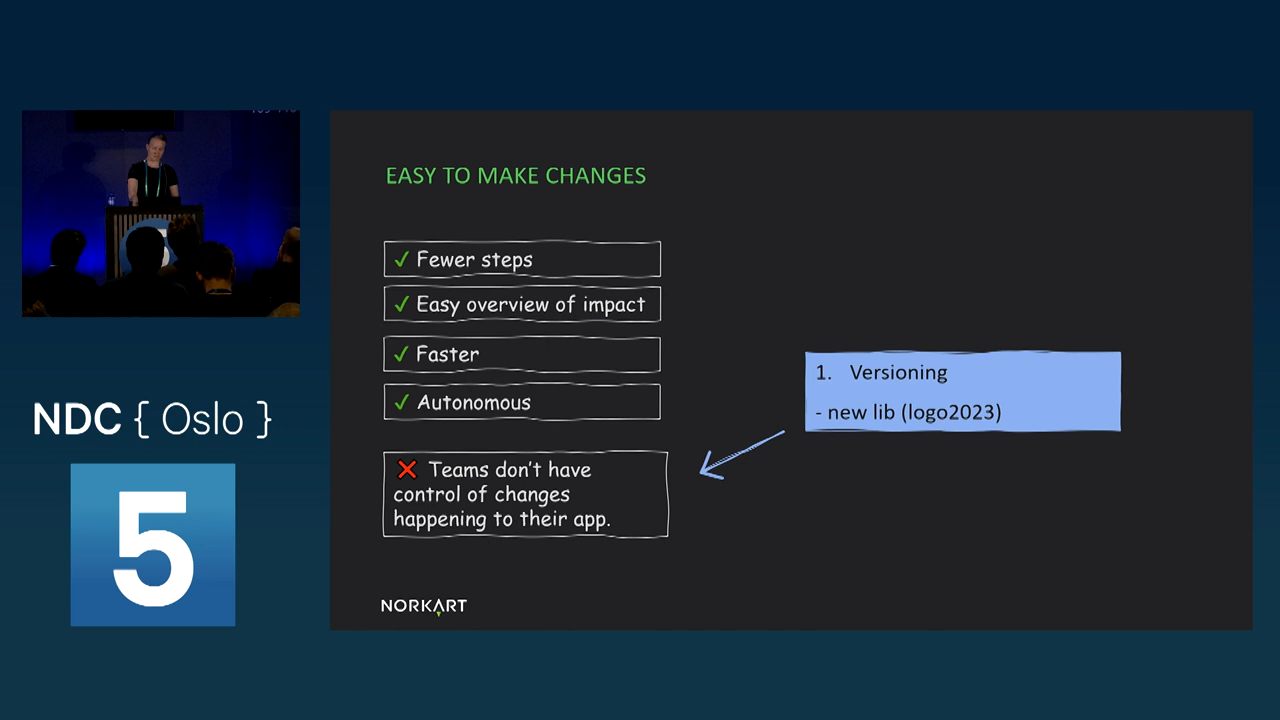 EASY TO MAKE CHANGES
✓ Fewer steps
✓ Easy overview of impact
✓ Faster
✓ Autonomous
❌ Teams don't have
control of changes
happening to their app.
1. Versioning
- new lib (logo2023)
NORKART
NDC { Oslo }
5